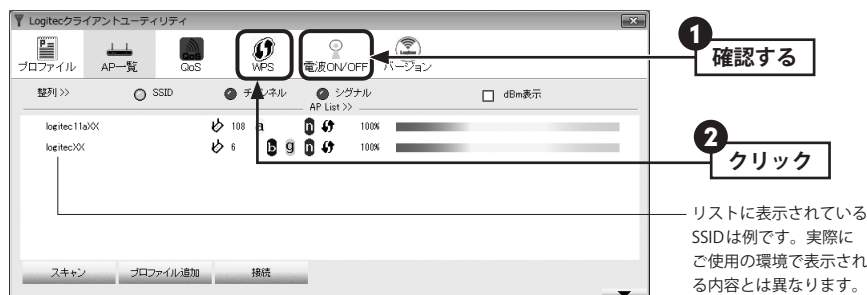 Logitecクライアントユーティリティ
プロファイル
AP一覧
QoS
WPS
電波ON/OFF
バージョン
整列 >>
SSID
チャンネル
シグナル
dBm表示
AP List >>
logitec11aXX 108 a n 100%
logitecXX 6 b g n 100%
スキャン
プロファイル追加
接続
1
確認する
2
クリック
リストに表示されている
SSIDは例です。実際に
ご使用の環境で表示され
る内容とは異なります。